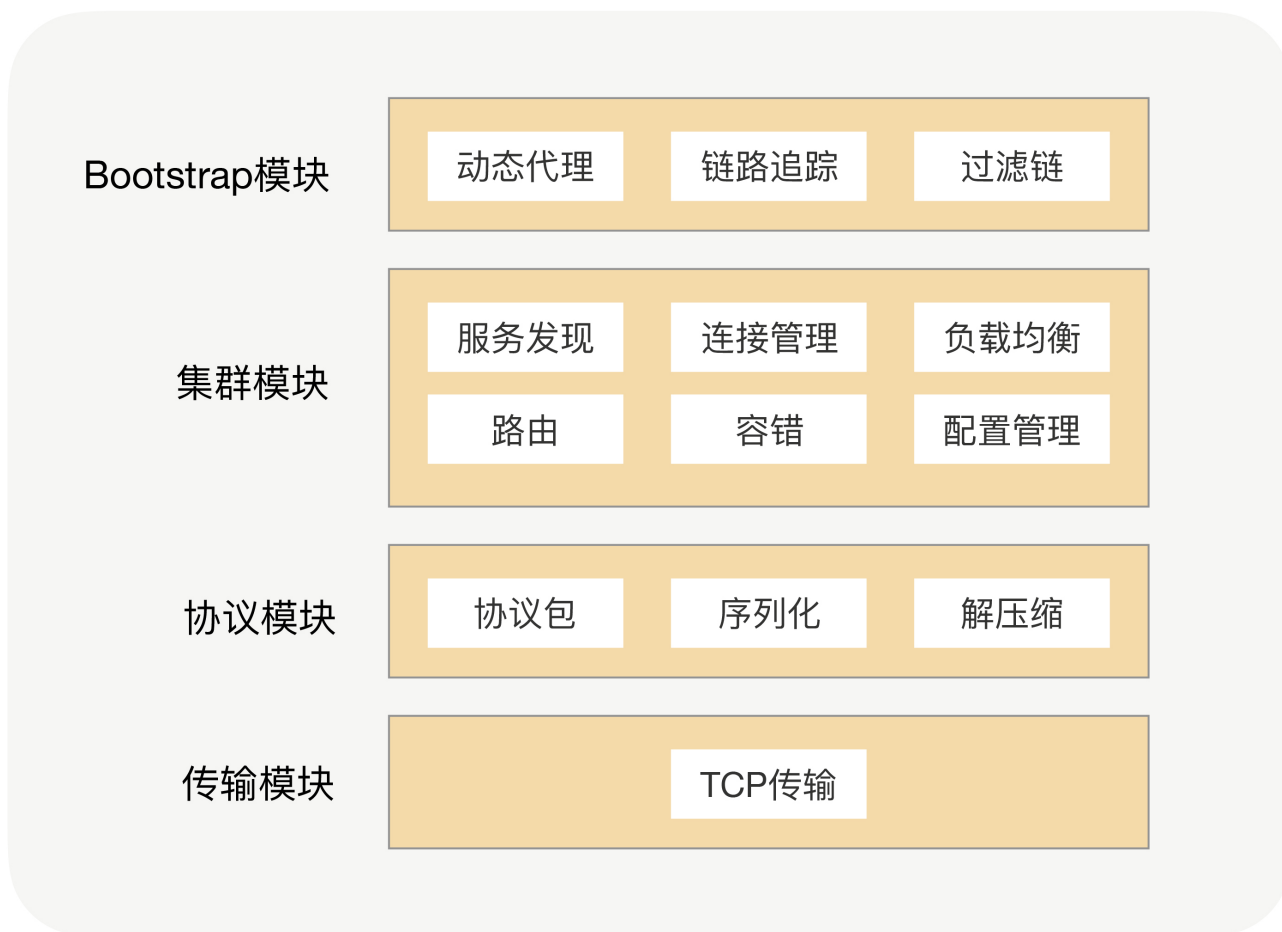 Bootstrap模块
动态代理
链路追踪
过滤链
集群模块
服务发现
连接管理
负载均衡
路由
容错
配置管理
协议模块
协议包
序列化
解压缩
传输模块
TCP传输